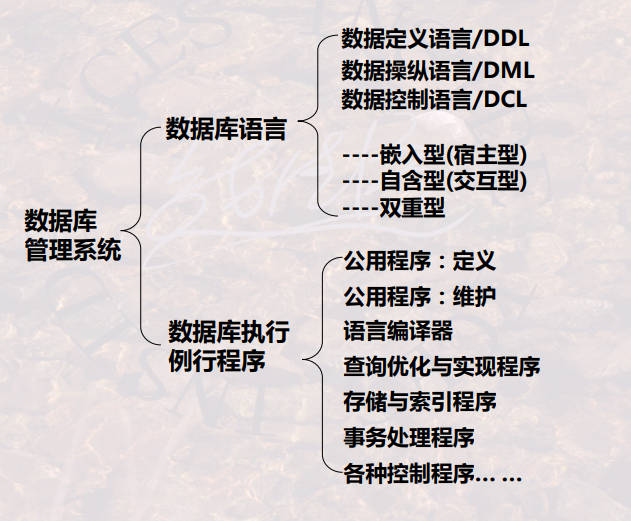 数据库
管理系统
数据库语言
数据定义语言/DDL
数据操纵语言/DML
数据控制语言/DCL
----嵌入型(宿主型)
----自含型(交互型)
----双重型
数据库执行
例行程序
公用程序：定义
公用程序：维护
语言编译器
查询优化与实现程序
存储与索引程序
事务处理程序
各种控制程序... ...